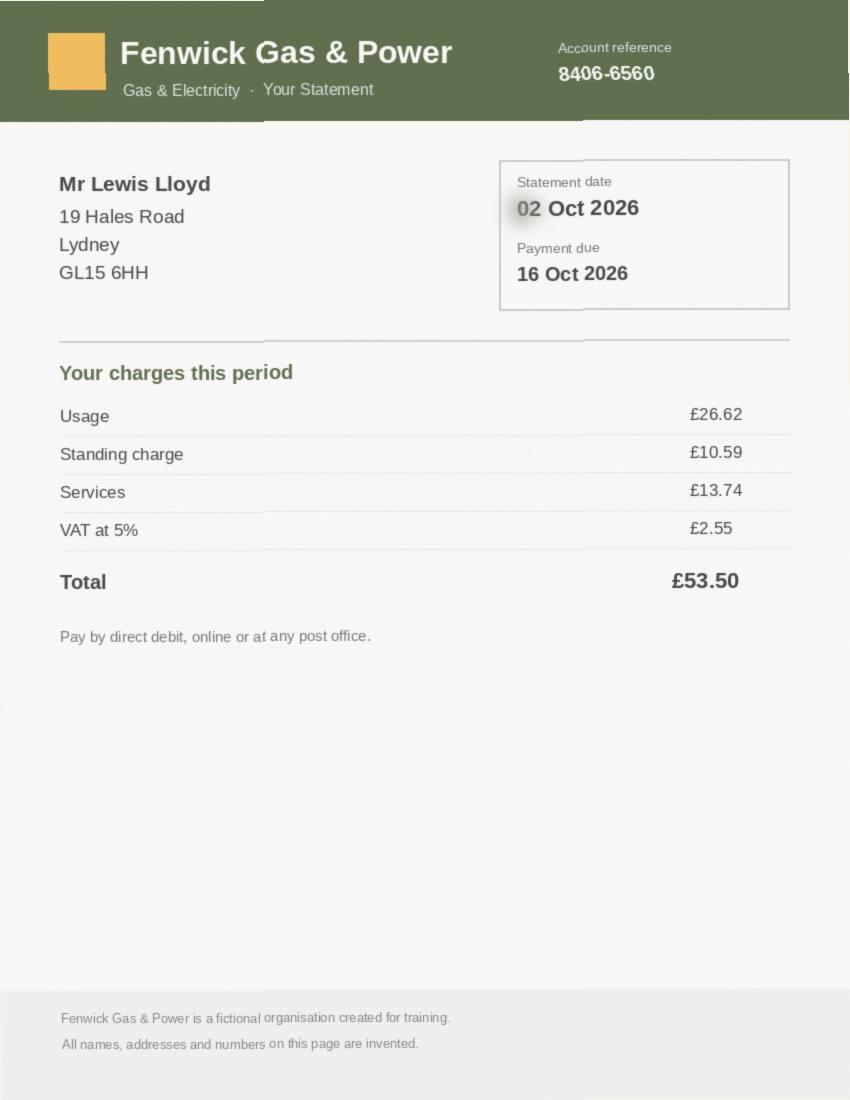 Fenwick Gas & Power
Gas & Electricity · Your Statement
Account reference
8406-6560
Mr Lewis Lloyd
19 Hales Road
Lydney
GL15 6HH
Statement date
02 Oct 2026
Payment due
16 Oct 2026
Your charges this period
Usage £26.62
Standing charge £10.59
Services £13.74
VAT at 5% £2.55
Total £53.50
Pay by direct debit, online or at any post office.
Fenwick Gas & Power is a fictional organisation created for training.
All names, addresses and numbers on this page are invented.